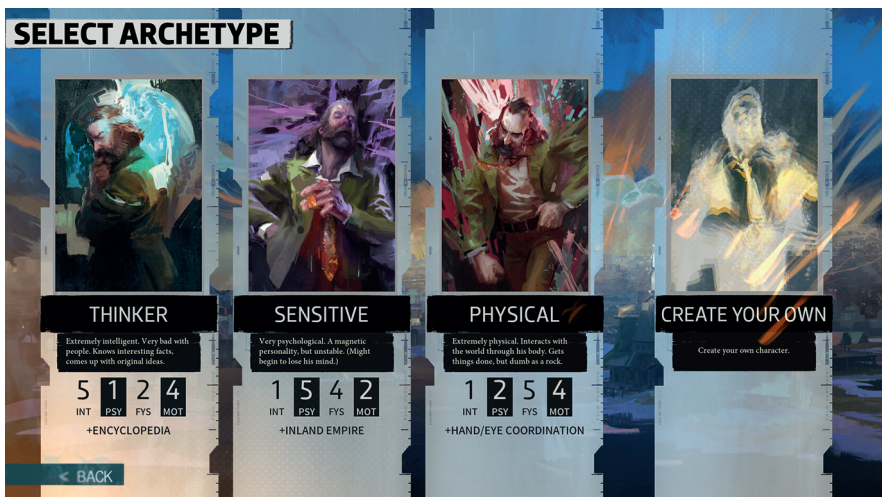 SELECT ARCHETYPE
THINKER
Extremely intelligent. Very bad with
people. Knows interesting facts,
comes up with original ideas.
5 1 2 4
INT PSY FYS MOT
+ENCYCLOPEDIA
SENSITIVE
Very psychological. A magnetic
personality, but unstable. (Might
begin to lose his mind.)
1 5 4 2
INT PSY FYS MOT
+INLAND EMPIRE
PHYSICAL
Extremely physical. Interacts with
the world through his body. Gets
things done, but dumb as a rock.
1 2 5 4
INT PSY FYS MOT
+HAND/EYE COORDINATION
CREATE YOUR OWN
Create your own character.
< BACK